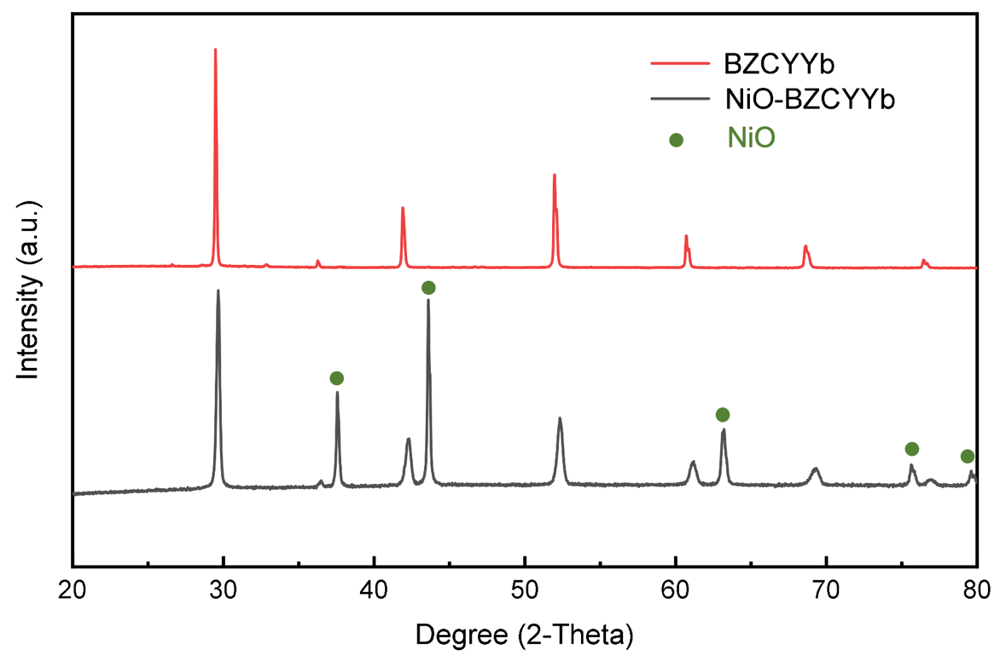 BZCYYb
NiO-BZCYYb
NiO
Intensity (a.u.)
20 30 40 50 60 70 80
Degree (2-Theta)